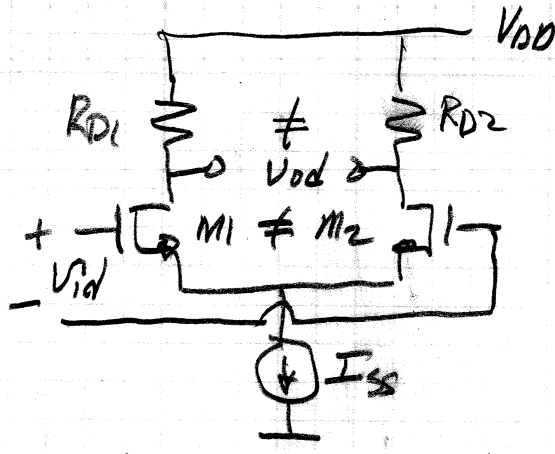 VDD
RD1 ≠ RD2
Vod
+ M1 ≠ M2
Vid
-
ISS